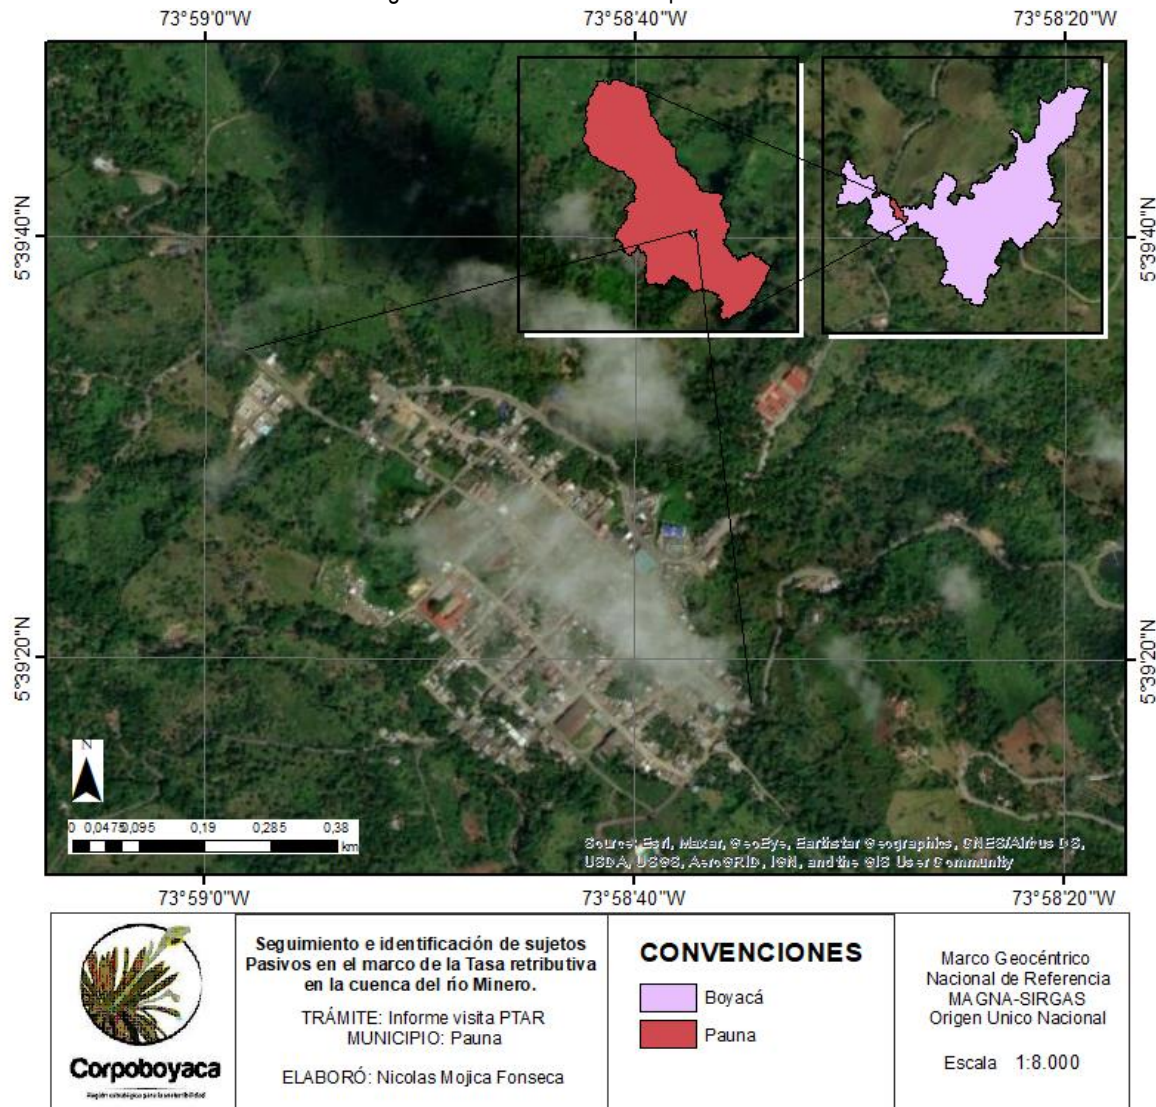 73°59'0"W 73°58'40"W 73°58'20"W
5°39'40"N 5°39'40"N
5°39'20"N 5°39'20"N
N
0 0,0475 0,095 0,19 0,285 0,38
km
Source: Esri, Maxar, GeoEye, Earthstar Geographics, CNES/Airbus DS,
USDA, USGS, AeroGRID, IGN, and the GIS User Community
73°59'0"W 73°58'40"W 73°58'20"W
Corpoboyaca
Seguimiento e identificación de sujetos
Pasivos en el marco de la Tasa retributiva
en la cuenca del río Minero.
TRÁMITE: Informe visita PTAR
MUNICIPIO: Pauna
ELABORÓ: Nicolas Mojica Fonseca
CONVENCIONES
Boyacá
Pauna
Marco Geocéntrico
Nacional de Referencia
MAGNA-SIRGAS
Origen Unico Nacional
Escala 1:8.000